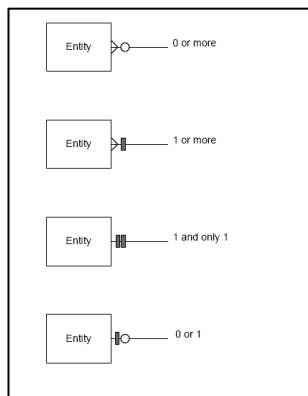 Entity 0 or more
Entity 1 or more
Entity 1 and only 1
Entity 0 or 1